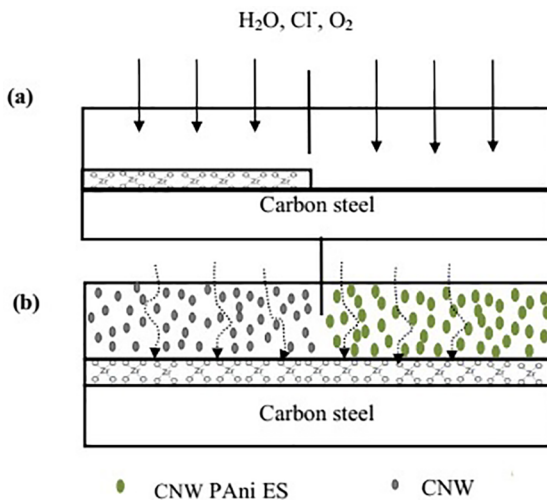 H₂O, Cl⁻, O₂
(a)
Zr Zr Zr Zr Zr
Carbon steel
(b)
Zr Zr Zr Zr Zr Zr Zr Zr Zr Zr
Carbon steel
CNW PAni ES
CNW